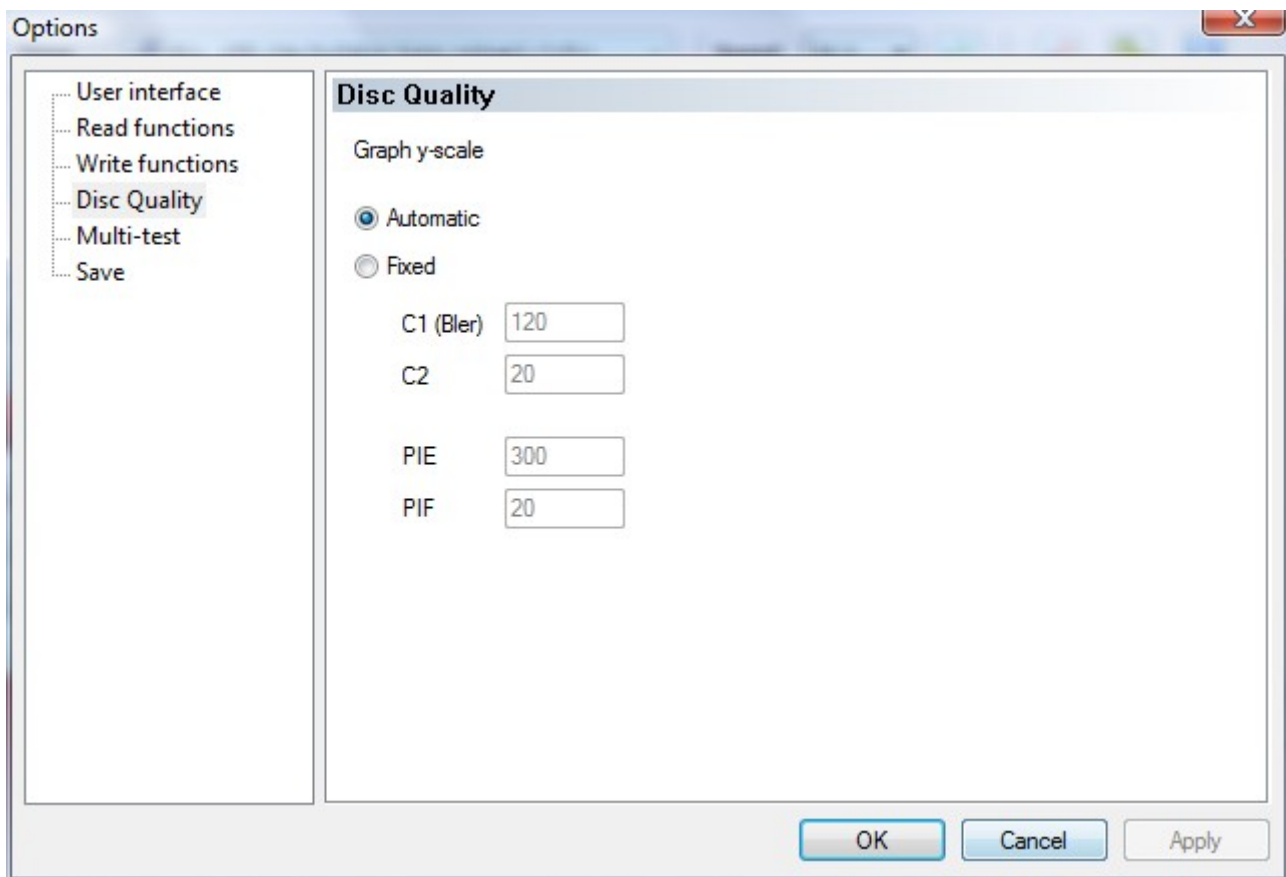 Options
User interface
Read functions
Write functions
Disc Quality
Multi-test
Save
Disc Quality
Graph y-scale
Automatic
Fixed
C1 (Bler) 120
C2 20
PIE 300
PIF 20
OK Cancel Apply